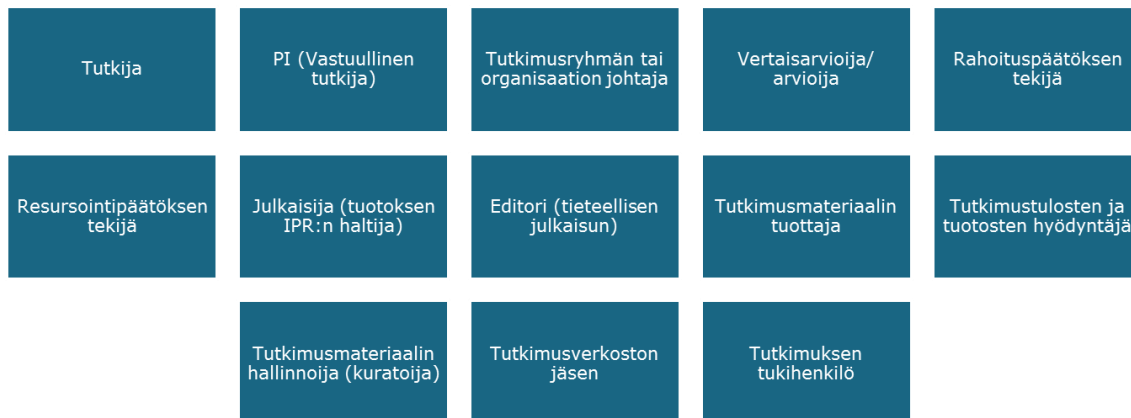 Tutkija
PI (Vastuullinen
tutkija)
Tutkimusryhmän tai
organisaation johtaja
Vertaisarvioija/
arvioija
Rahoituspäätöksen
tekijä
Resursointipäätöksen
tekijä
Julkaisija (tuotoksen
IPR:n haltija)
Editori (tieteellisen
julkaisun)
Tutkimusmateriaalin
tuottaja
Tutkimustulosten ja
tuotosten hyödyntäjä
Tutkimusmateriaalin
hallinnoija (kuratoija)
Tutkimusverkoston
jäsen
Tutkimuksen
tukihenkilö